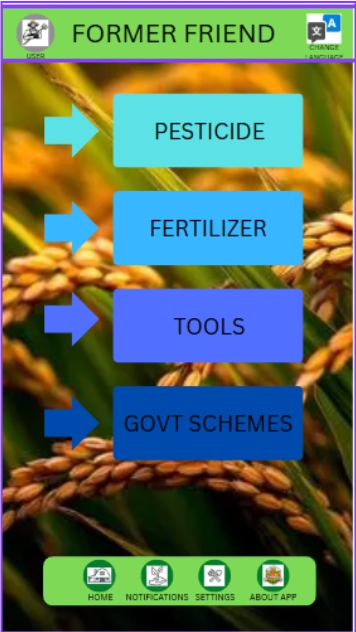 FORMER FRIEND
USER
CHANGE
LANGUAGE
PESTICIDE
FERTILIZER
TOOLS
GOVT SCHEMES
HOME NOTIFICATIONS SETTINGS ABOUT APP